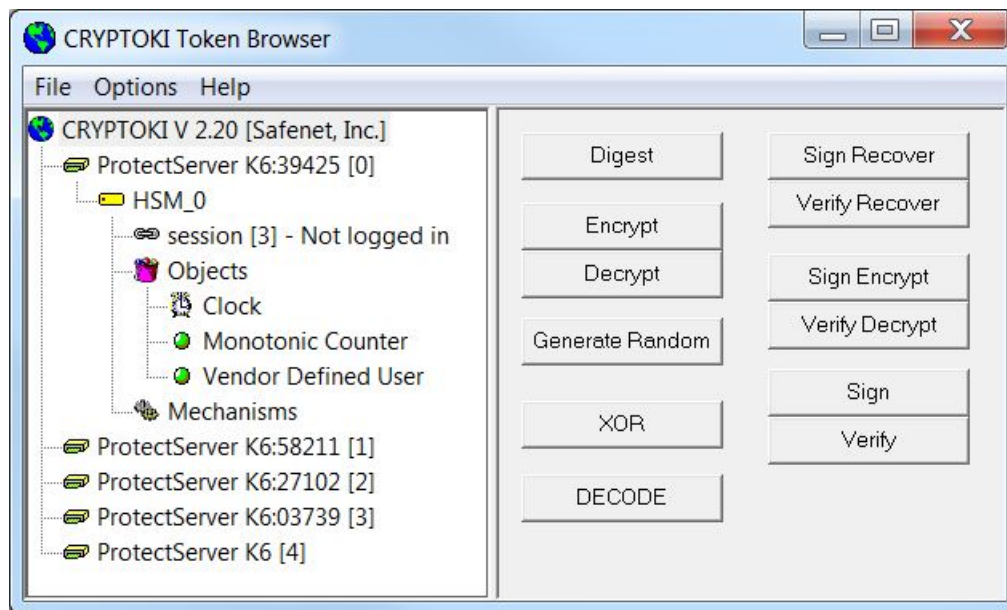 CRYPTOKI Token Browser
File Options Help
CRYPTOKI V 2.20 [Safenet, Inc.]
ProtectServer K6:39425 [0]
HSM_0
session [3] - Not logged in
Objects
Clock
Monotonic Counter
Vendor Defined User
Mechanisms
ProtectServer K6:58211 [1]
ProtectServer K6:27102 [2]
ProtectServer K6:03739 [3]
ProtectServer K6 [4]
Digest
Encrypt
Decrypt
Generate Random
XOR
DECODE
Sign Recover
Verify Recover
Sign Encrypt
Verify Decrypt
Sign
Verify